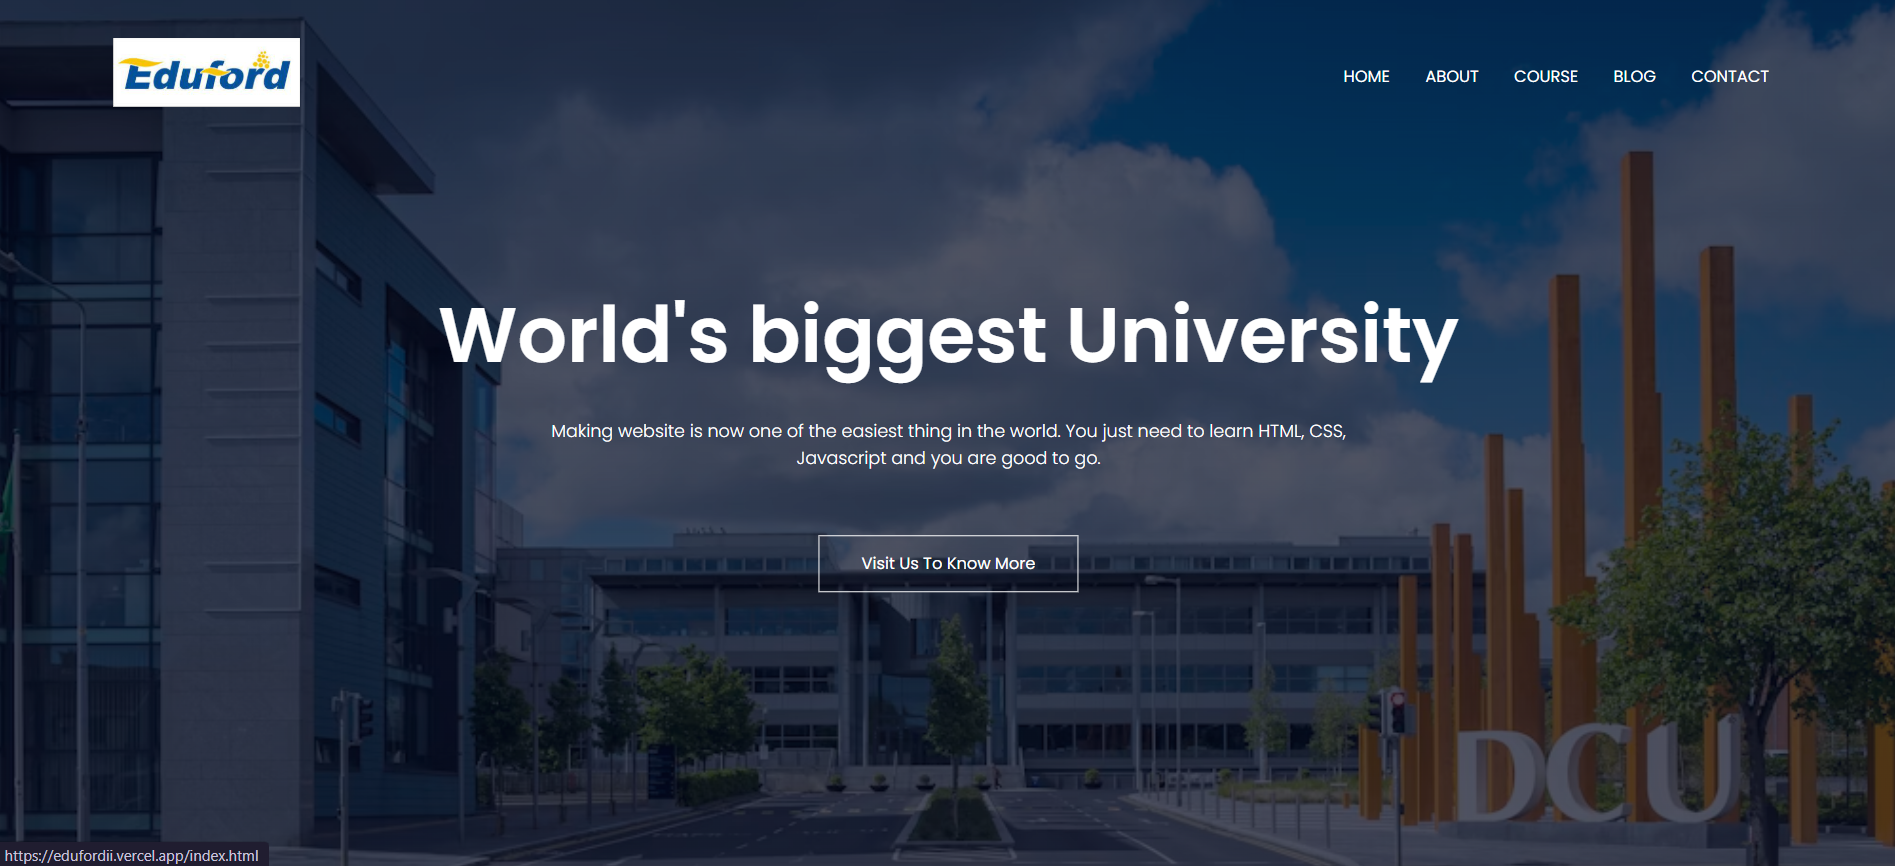 Eduford
HOME ABOUT COURSE BLOG CONTACT
World's biggest University
Making website is now one of the easiest thing in the world. You just need to learn HTML, CSS,
Javascript and you are good to go.
Visit Us To Know More
DCU
https://edufordii.vercel.app/index.html